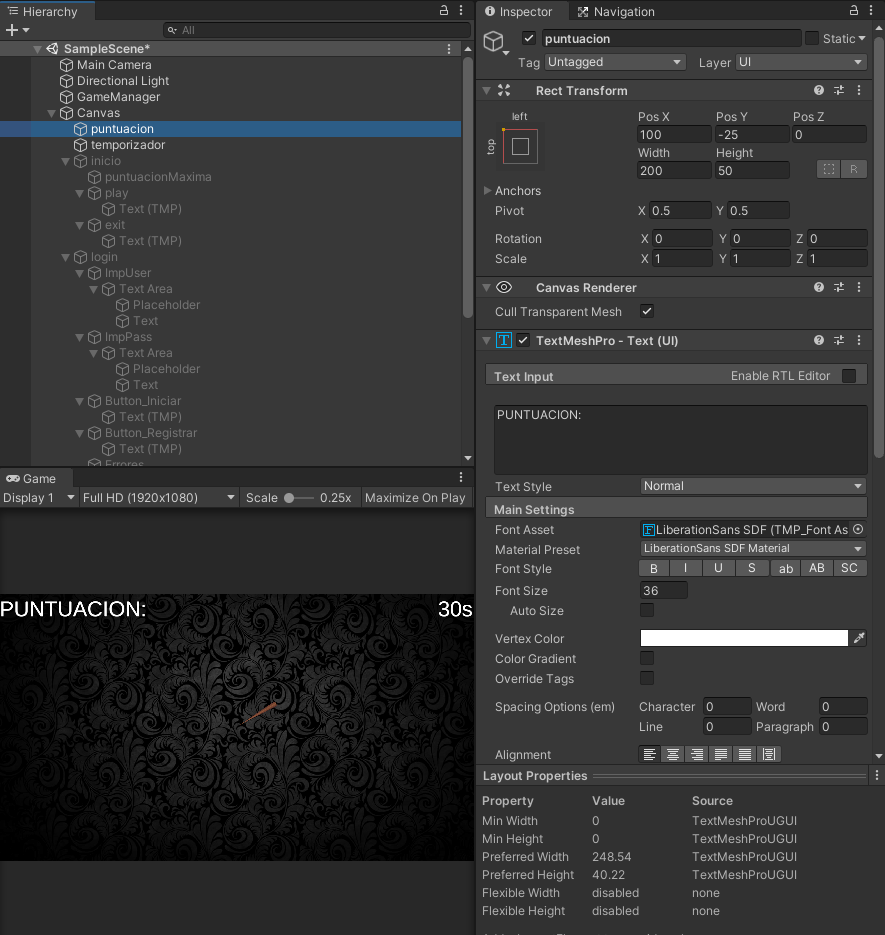 Hierarchy
All
SampleScene*
Main Camera
Directional Light
GameManager
Canvas
puntuacion
temporizador
inicio
puntuacionMaxima
play
Text (TMP)
exit
Text (TMP)
login
ImpUser
Text Area
Placeholder
Text
ImpPass
Text Area
Placeholder
Text
Button_Iniciar
Text (TMP)
Button_Registrar
Text (TMP)
Errores
Game
Display 1 Full HD (1920x1080) Scale 0.25x Maximize On Play
PUNTUACION: 30s
Inspector Navigation
puntuacion Static
Tag Untagged Layer UI
Rect Transform
left
top
Pos X Pos Y Pos Z
100 -25 0
Width Height
200 50
R
Anchors
Pivot X 0.5 Y 0.5
Rotation X 0 Y 0 Z 0
Scale X 1 Y 1 Z 1
Canvas Renderer
Cull Transparent Mesh
TextMeshPro - Text (UI)
Text Input Enable RTL Editor
PUNTUACION:
Text Style Normal
Main Settings
Font Asset LiberationSans SDF (TMP_Font As
Material Preset LiberationSans SDF Material
Font Style B I U S ab AB SC
Font Size 36
Auto Size
Vertex Color
Color Gradient
Override Tags
Spacing Options (em) Character 0 Word 0
Line 0 Paragraph 0
Alignment
Layout Properties
Property Value Source
Min Width 0 TextMeshProUGUI
Min Height 0 TextMeshProUGUI
Preferred Width 248.54 TextMeshProUGUI
Preferred Height 40.22 TextMeshProUGUI
Flexible Width disabled none
Flexible Height disabled none